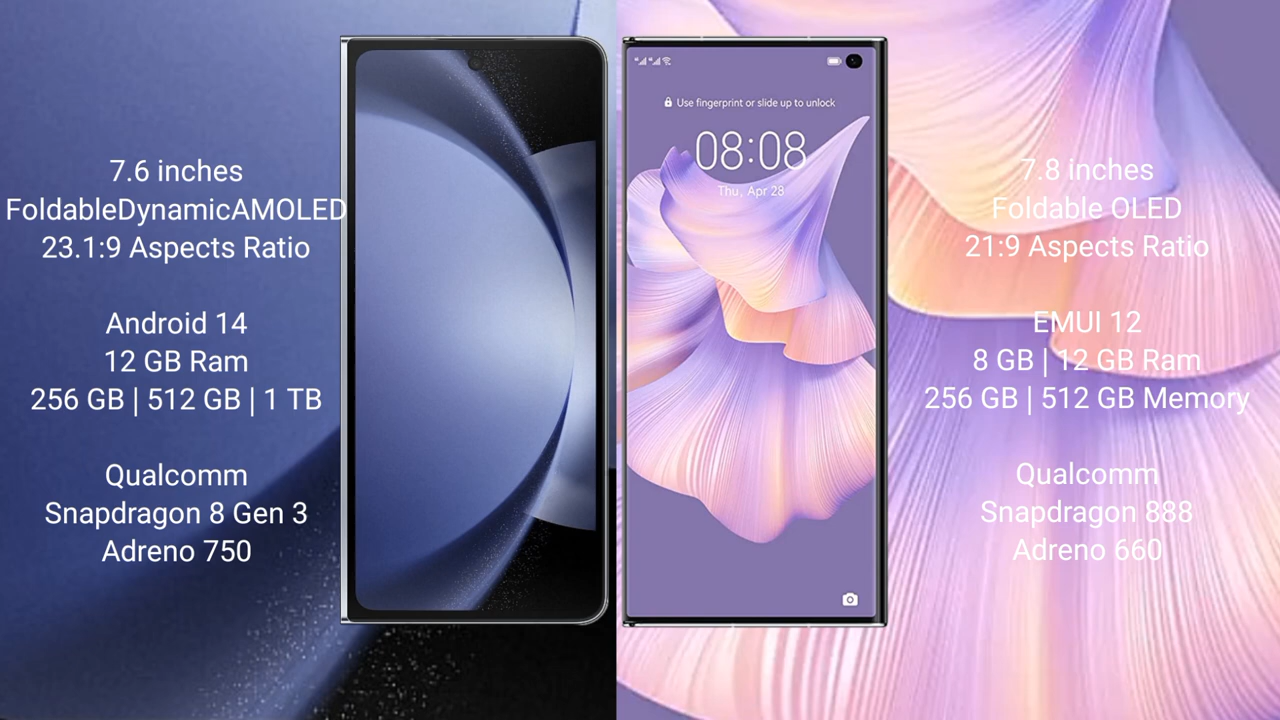 7.6 inches
FoldableDynamicAMOLED
23.1:9 Aspects Ratio
Android 14
12 GB Ram
256 GB | 512 GB | 1 TB
Qualcomm
Snapdragon 8 Gen 3
Adreno 750
Use fingerprint or slide up to unlock
08:08
Thu, Apr 28
7.8 inches
Foldable OLED
21:9 Aspects Ratio
EMUI 12
8 GB | 12 GB Ram
256 GB | 512 GB Memory
Qualcomm
Snapdragon 888
Adreno 660